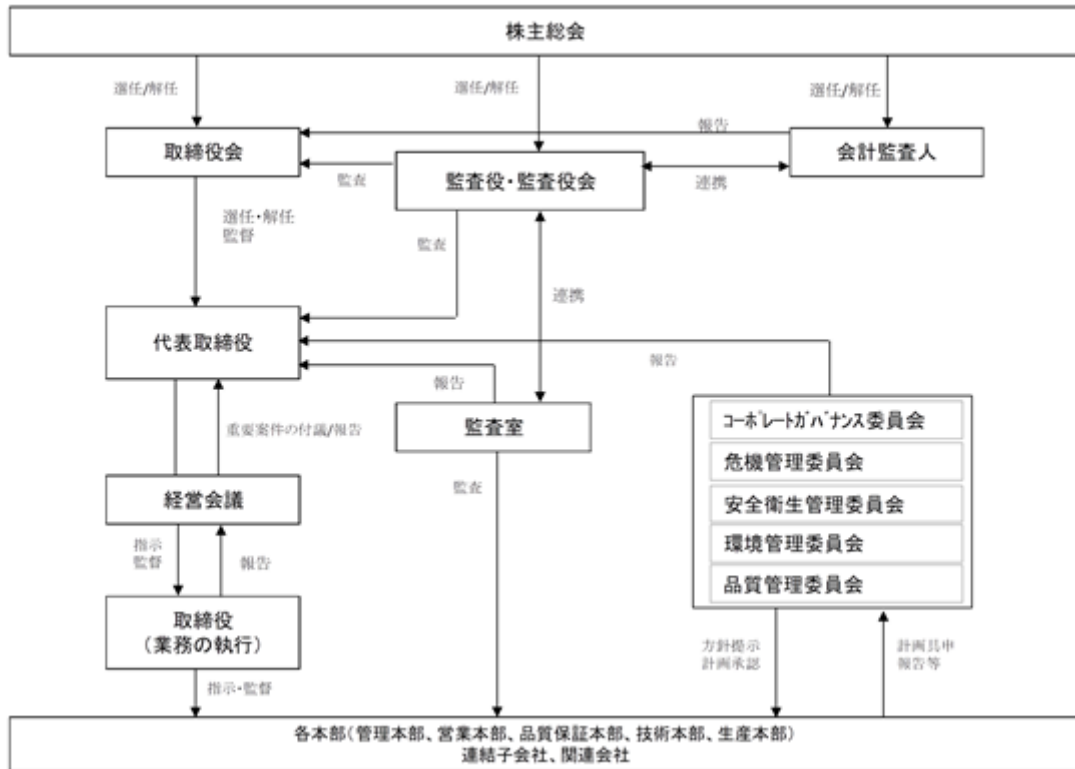 株主総会
選任/解任
選任/解任
選任/解任
報告
取締役会
会計監査人
監査
監査役・監査役会
連携
選任・解任
監督
監査
連携
代表取締役
報告
報告
重要案件の付議/報告
監査室
コーポレートガバナンス委員会
危機管理委員会
安全衛生管理委員会
環境管理委員会
品質管理委員会
監査
経営会議
指示
監督
報告
取締役
（業務の執行）
方針提示
計画承認
計画具申
報告等
指示・監督
各本部（管理本部、営業本部、品質保証本部、技術本部、生産本部）
連結子会社、関連会社